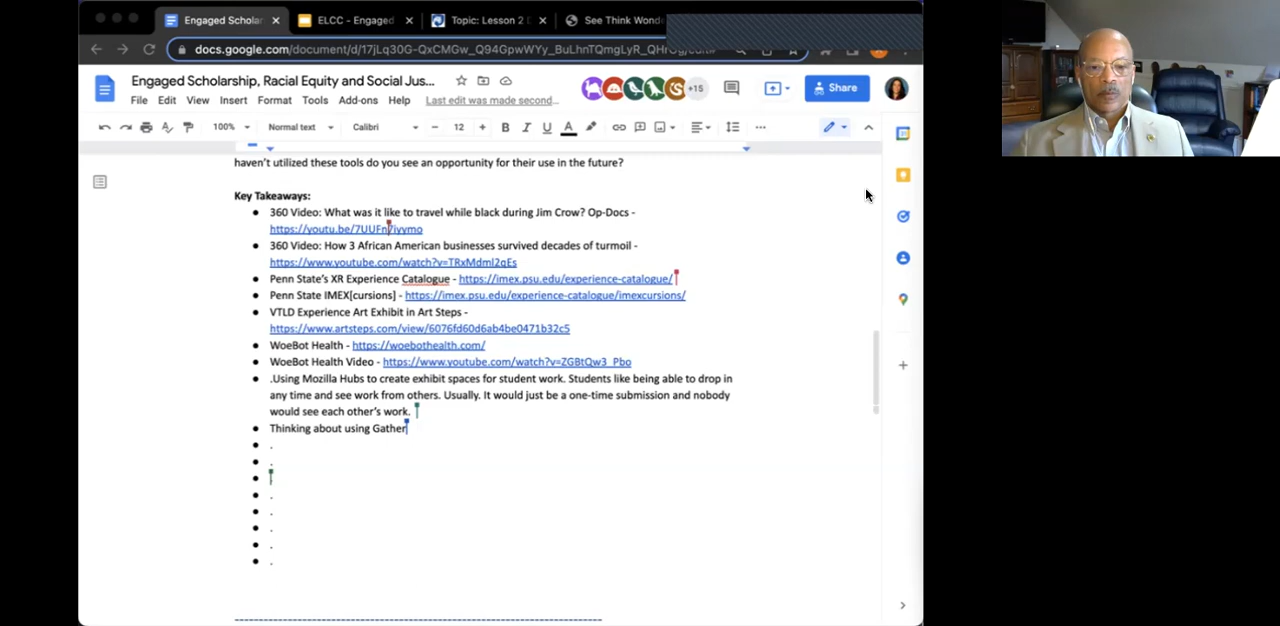 Engaged Scholar
ELCC - Engaged
Topic: Lesson 2
See Think Wond
docs.google.com/document/d/17jLq30G-QxCMGw_Q94GpwWYy_BuLhnTQmgLyR_QHr
Engaged Scholarship, Racial Equity and Social Jus...
+15
Share
File Edit View Insert Format Tools Add-ons Help Last edit was made second...
100% Normal text Calibri - 12 + B I U A
haven't utilized these tools do you see an opportunity for their use in the future?
Key Takeaways:
● 360 Video: What was it like to travel while black during Jim Crow? Op-Docs -
https://youtu.be/7UUFn7iyymo
● 360 Video: How 3 African American businesses survived decades of turmoil -
https://www.youtube.com/watch?v=TRxMdml2qEs
● Penn State's XR Experience Catalogue - https://imex.psu.edu/experience-catalogue/
● Penn State IMEX[cursions] - https://imex.psu.edu/experience-catalogue/imexcursions/
● VTLD Experience Art Exhibit in Art Steps -
https://www.artsteps.com/view/6076fd60d6ab4be0471b32c5
● WoeBot Health - https://woebothealth.com/
● WoeBot Health Video - https://www.youtube.com/watch?v=ZGBtQw3_Pbo
● .Using Mozilla Hubs to create exhibit spaces for student work. Students like being able to drop in
any time and see work from others. Usually. It would just be a one-time submission and nobody
would see each other's work.
● Thinking about using Gather
● .
● .
● .
● .
● .
● .
● .
● .